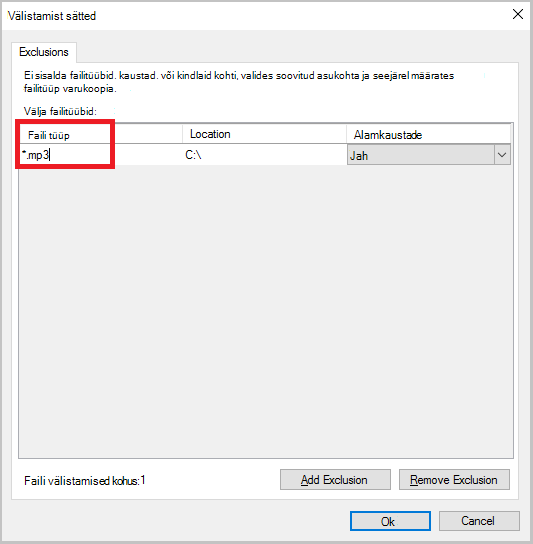 Välistamist sätted
Exclusions
Ei sisalda failitüübid. kaustad. või kindlaid kohti, valides soovitud asukohta ja seejärel määrates
failitüüp varukoopia.
Välja failitüübid:
Faili tüüp Location Alamkaustade
*.mp3 C:\ Jah
Faili välistamised kohus:1 Add Exclusion Remove Exclusion
Ok Cancel